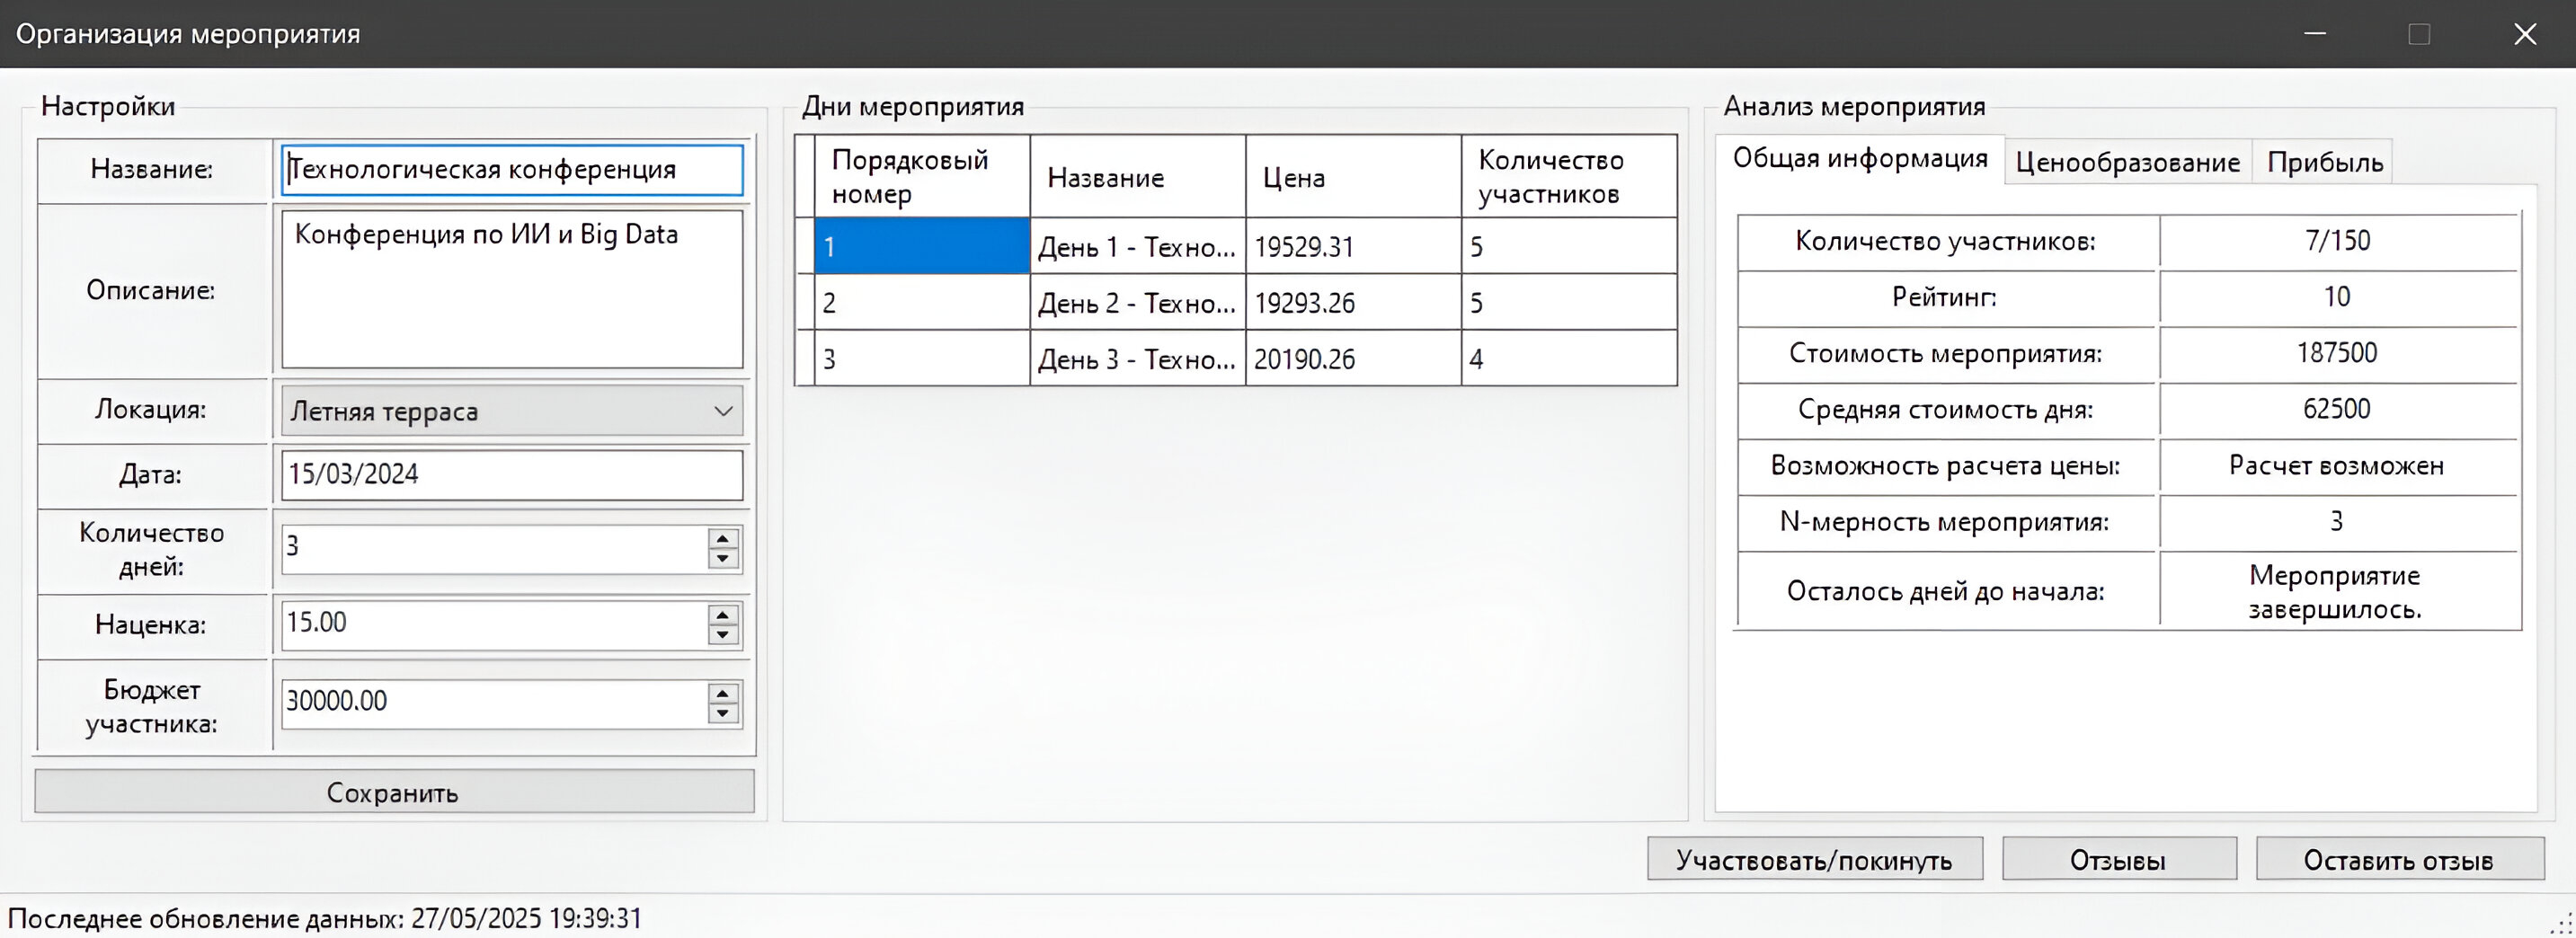 Организация мероприятия
Настройки
Название: Технологическая конференция
Описание: Конференция по ИИ и Big Data
Локация: Летняя терраса
Дата: 15/03/2024
Количество
дней: 3
Наценка: 15.00
Бюджет
участника: 30000.00
Сохранить
Дни мероприятия
Порядковый номер Название Цена Количество участников
1 День 1 - Техно... 19529.31 5
2 День 2 - Техно... 19293.26 5
3 День 3 - Техно... 20190.26 4
Анализ мероприятия
Общая информация Ценообразование Прибыль
Количество участников: 7/150
Рейтинг: 10
Стоимость мероприятия: 187500
Средняя стоимость дня: 62500
Возможность расчета цены: Расчет возможен
N-мерность мероприятия: 3
Осталось дней до начала: Мероприятие
завершилось.
Участвовать/покинуть Отзывы Оставить отзыв
Последнее обновление данных: 27/05/2025 19:39:31